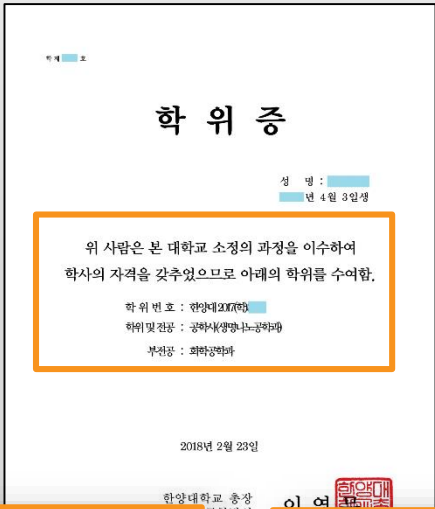 학 제 호
학 위 증
성 명 :
년 4월 3일생
위 사람은 본 대학교 소정의 과정을 이수하여
학사의 자격을 갖추었으므로 아래의 학위를 수여함.
학 위 번 호 : 한양대2017(학)
학위및전공 : 공학사(생명나노공학과)
부전공 : 화학공학과
2018년 2월 23일
한양대학교 총장
이 영